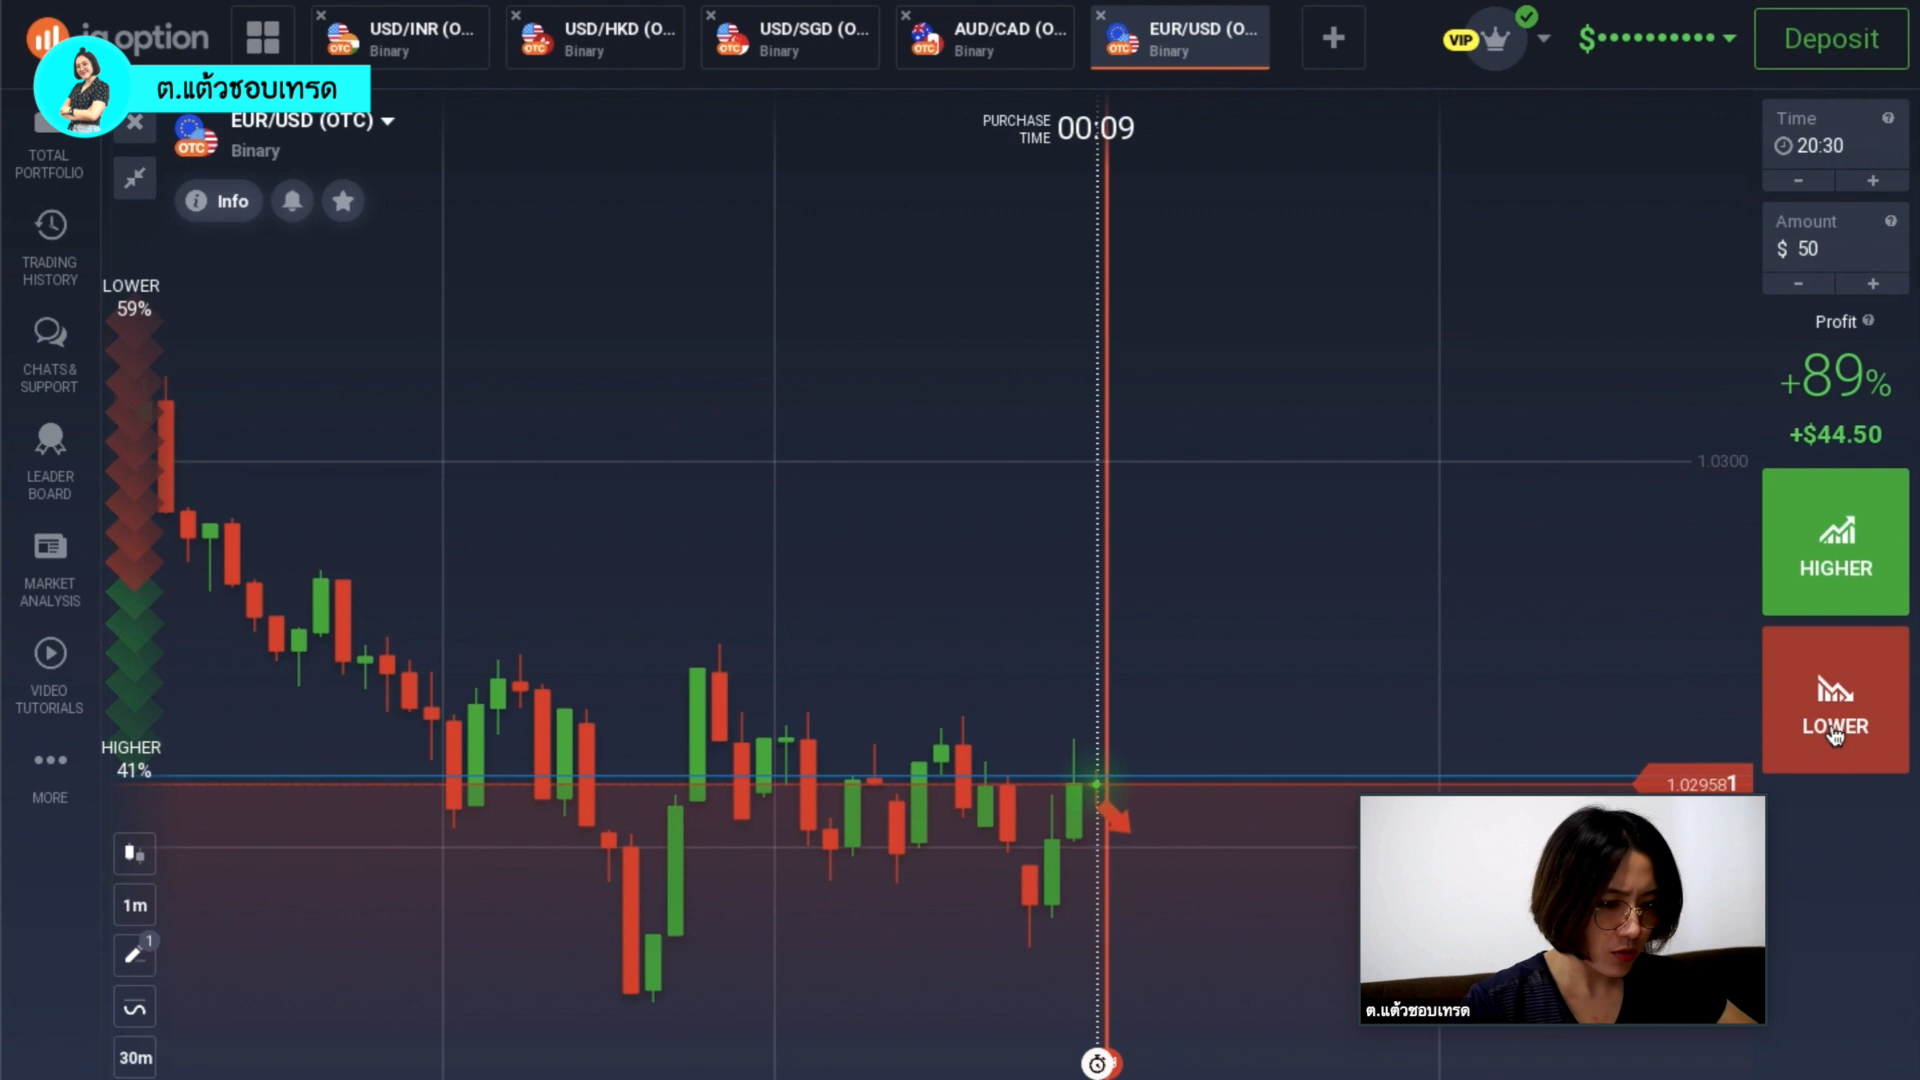 iq option
USD/INR (O...
Binary
USD/HKD (O...
Binary
USD/SGD (O...
Binary
AUD/CAD (O...
Binary
EUR/USD (O...
Binary
+
VIP
$
Deposit
ต.แต้วชอบเทรด
EUR/USD (OTC)
Binary
OTC
Info
PURCHASE
TIME
00:09
TOTAL
PORTFOLIO
TRADING
HISTORY
CHATS &
SUPPORT
LEADER
BOARD
MARKET
ANALYSIS
VIDEO
TUTORIALS
MORE
LOWER
59%
HIGHER
41%
1m
1
30m
1.0300
1.029581
Time
20:30
- +
Amount
$ 50
- +
Profit
+89%
+$44.50
HIGHER
LOWER
ต.แต้วชอบเทรด